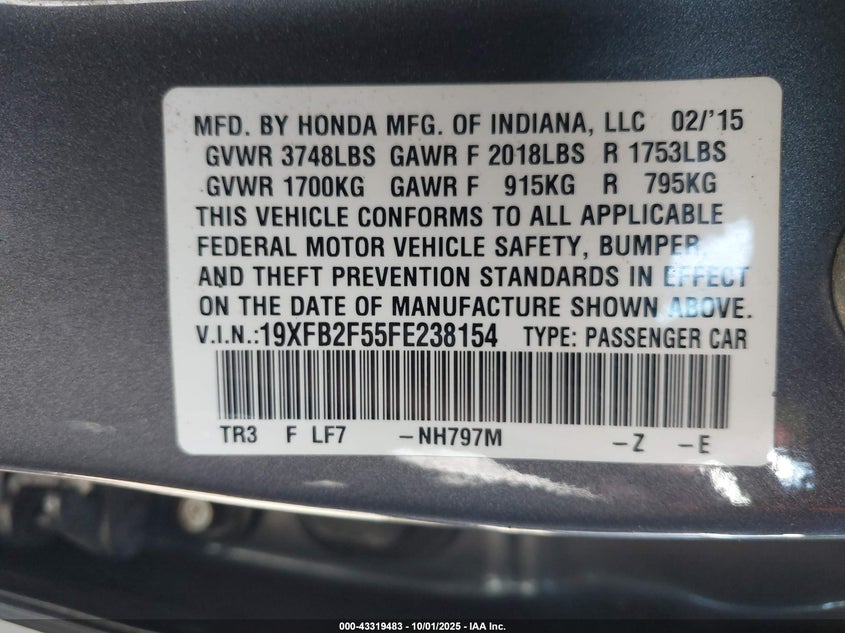 MFD. BY HONDA MFG. OF INDIANA, LLC 02/'15
GVWR 3748LBS GAWR F 2018LBS R 1753LBS
GVWR 1700KG GAWR F 915KG R 795KG
THIS VEHICLE CONFORMS TO ALL APPLICABLE
FEDERAL MOTOR VEHICLE SAFETY, BUMPER,
AND THEFT PREVENTION STANDARDS IN EFFECT
ON THE DATE OF MANUFACTURE SHOWN ABOVE.
V.I.N.:19XFB2F55FE238154 TYPE: PASSENGER CAR
TR3 F LF7 -NH797M -Z -E
000-43319483 - 10/01/2025 - IAA Inc.